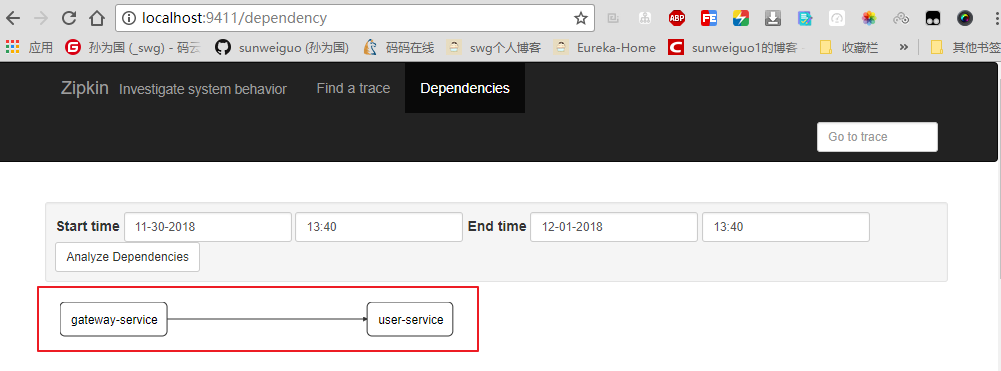 localhost:9411/dependency
应用 孙为国 (_swg) - 码云 sunweiguo (孙为国) 码码在线 swg个人博客 Eureka-Home sunweiguo1的博客 收藏栏 » 其他书签
Zipkin Investigate system behavior Find a trace Dependencies
Go to trace
Start time 11-30-2018 13:40 End time 12-01-2018 13:40
Analyze Dependencies
gateway-service user-service